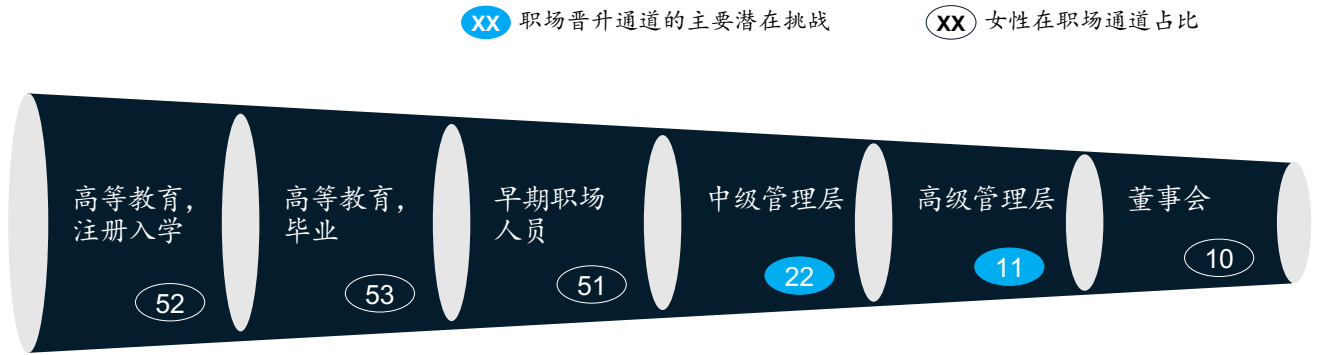 XX 职场晋升通道的主要潜在挑战
XX 女性在职场通道占比
高等教育，
注册入学
52
高等教育，
毕业
53
早期职场
人员
51
中级管理层
22
高级管理层
11
董事会
10